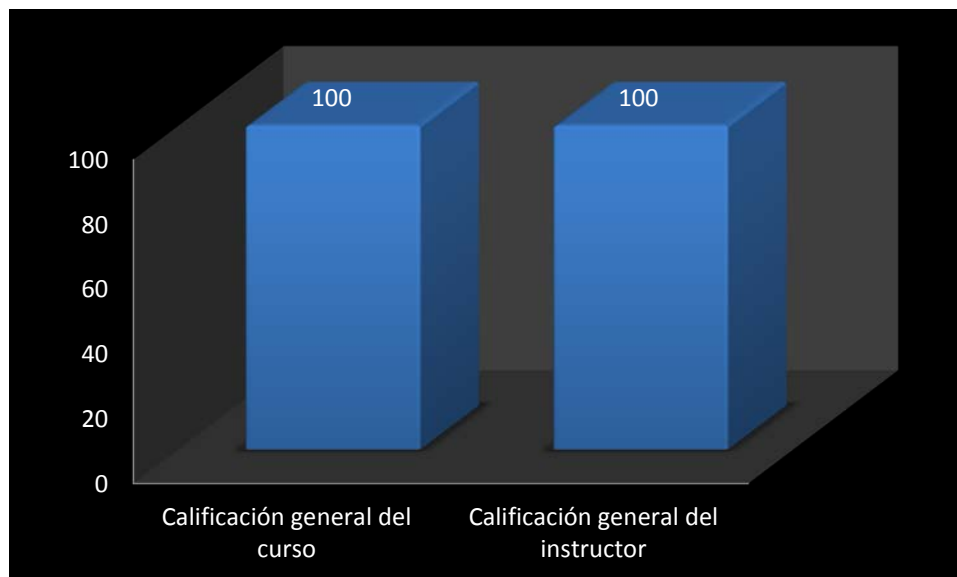 100
100
100
80
60
40
20
0
Calificación general del
curso
Calificación general del
instructor